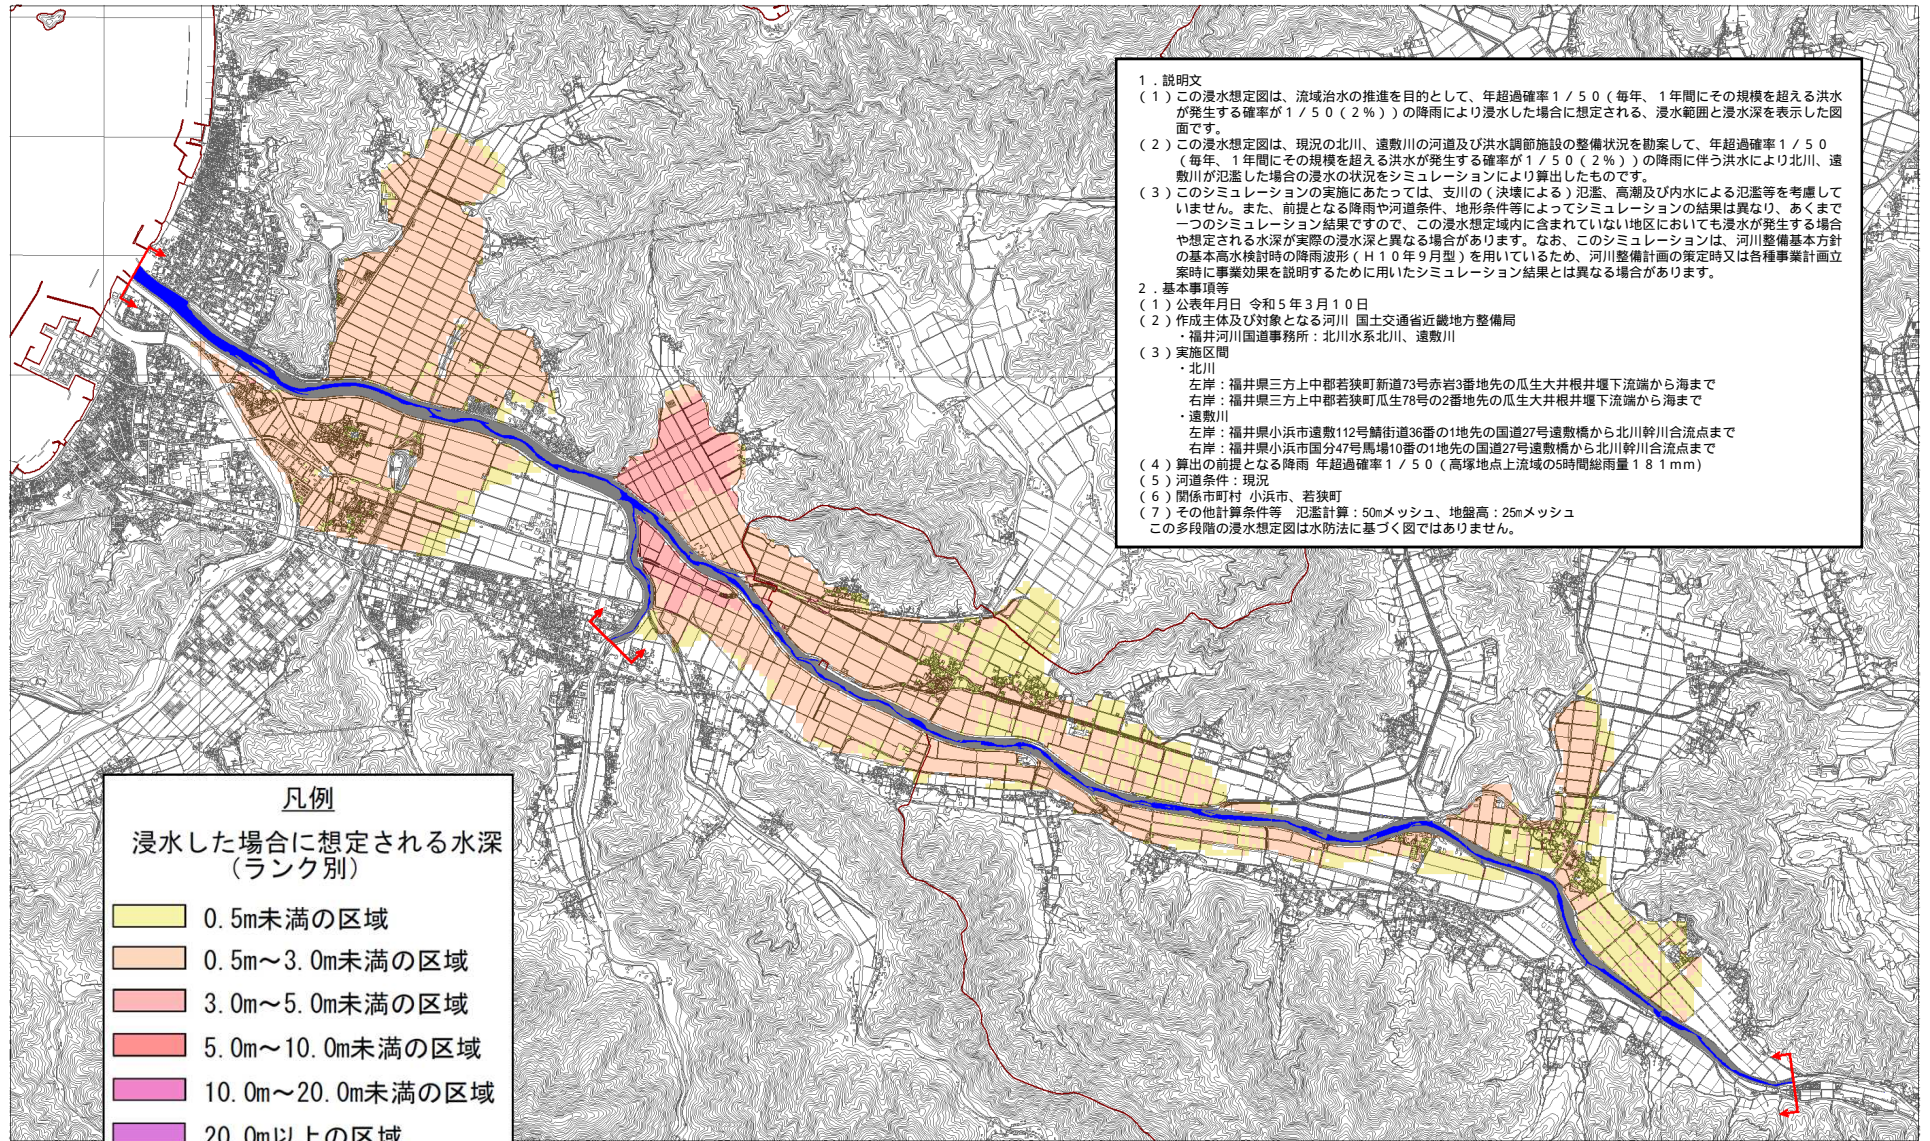 1．説明文
（1）この浸水想定図は、流域治水の推進を目的として、年超過確率1／50（毎年、1年間にその規模を超える洪水
が発生する確率が1／50（2％））の降雨により浸水した場合に想定される、浸水範囲と浸水深を表示した図
面です。
（2）この浸水想定図は、現況の北川、遠敷川の河道及び洪水調節施設の整備状況を勘案して、年超過確率1／50
（毎年、1年間にその規模を超える洪水が発生する確率が1／50（2％））の降雨に伴う洪水により北川、遠
敷川が氾濫した場合の浸水の状況をシミュレーションにより算出したものです。
（3）このシミュレーションの実施にあたっては、支川の（決壊による）氾濫、高潮及び内水による氾濫等を考慮して
いません。また、前提となる降雨や河道条件、地形条件等によってシミュレーションの結果は異なり、あくまで
一つのシミュレーション結果ですので、この浸水想定域内に含まれていない地区においても浸水が発生する場合
や想定される水深が実際の浸水深と異なる場合があります。なお、このシミュレーションは、河川整備基本方針
の基本高水検討時の降雨波形（H10年9月型）を用いているため、河川整備計画の策定時又は各種事業計画立
案時に事業効果を説明するために用いたシミュレーション結果とは異なる場合があります。
2．基本事項等
（1）公表年月日 令和5年3月10日
（2）作成主体及び対象となる河川 国土交通省近畿地方整備局
・福井河川国道事務所：北川水系北川、遠敷川
（3）実施区間
・北川
左岸：福井県三方上中郡若狭町新道73号赤岩3番地先の瓜生大井根井堰下流端から海まで
右岸：福井県三方上中郡若狭町瓜生78号の2番地先の瓜生大井根井堰下流端から海まで
・遠敷川
左岸：福井県小浜市遠敷112号鯖街道36番の1地先の国道27号遠敷橋から北川幹川合流点まで
右岸：福井県小浜市国分47号馬場10番の1地先の国道27号遠敷橋から北川幹川合流点まで
（4）算出の前提となる降雨 年超過確率1／50（高塚地点上流域の5時間総雨量181mm）
（5）河道条件：現況
（6）関係市町村 小浜市、若狭町
（7）その他計算条件等 氾濫計算：50mメッシュ、地盤高：25mメッシュ
この多段階の浸水想定図は水防法に基づく図ではありません。
凡例
浸水した場合に想定される水深
（ランク別）
0.5m未満の区域
0.5m～3.0m未満の区域
3.0m～5.0m未満の区域
5.0m～10.0m未満の区域
10.0m～20.0m未満の区域
20.0m以上の区域